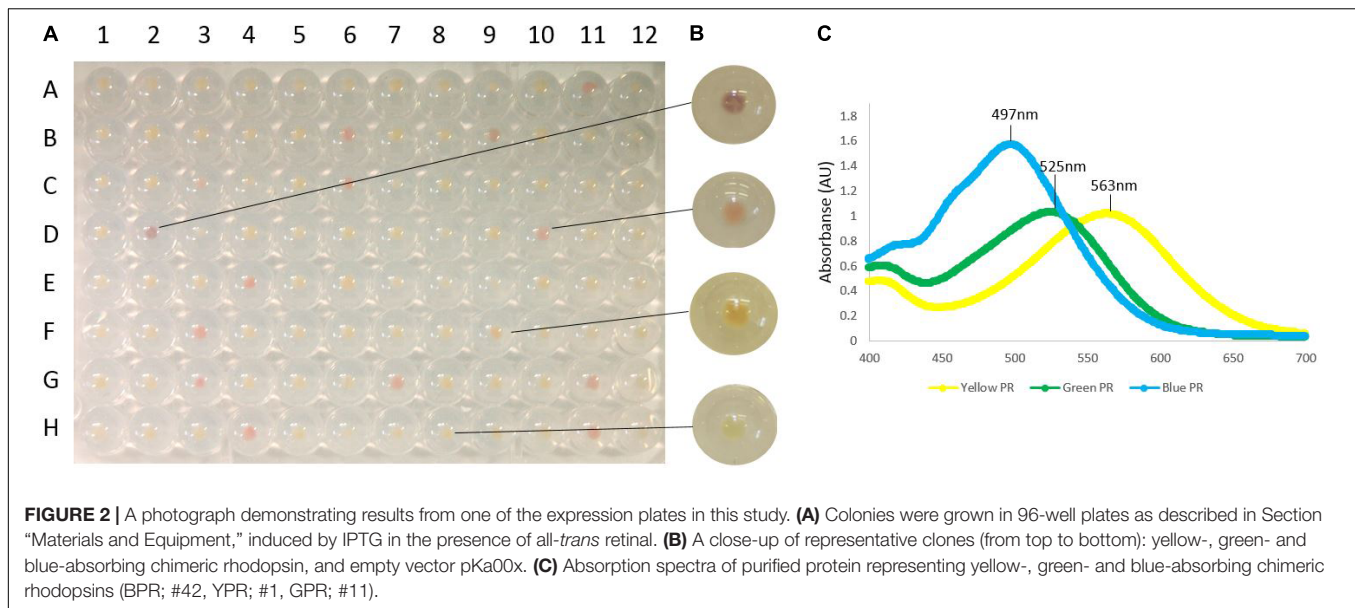 A 1 2 3 4 5 6 7 8 9 10 11 12 B C
A
B
C
D
E
F
G
H
Absorbanse (AU)
1.8
1.6
1.4
1.2
1
0.8
0.6
0.4
0.2
0
497nm
525nm
563nm
400 450 500 550 600 650 700
Yellow PR Green PR Blue PR
FIGURE 2 | A photograph demonstrating results from one of the expression plates in this study. (A) Colonies were grown in 96-well plates as described in Section
“Materials and Equipment,” induced by IPTG in the presence of all-trans retinal. (B) A close-up of representative clones (from top to bottom): yellow-, green- and
blue-absorbing chimeric rhodopsin, and empty vector pKa00x. (C) Absorption spectra of purified protein representing yellow-, green- and blue-absorbing chimeric
rhodopsins (BPR; #42, YPR; #1, GPR; #11).